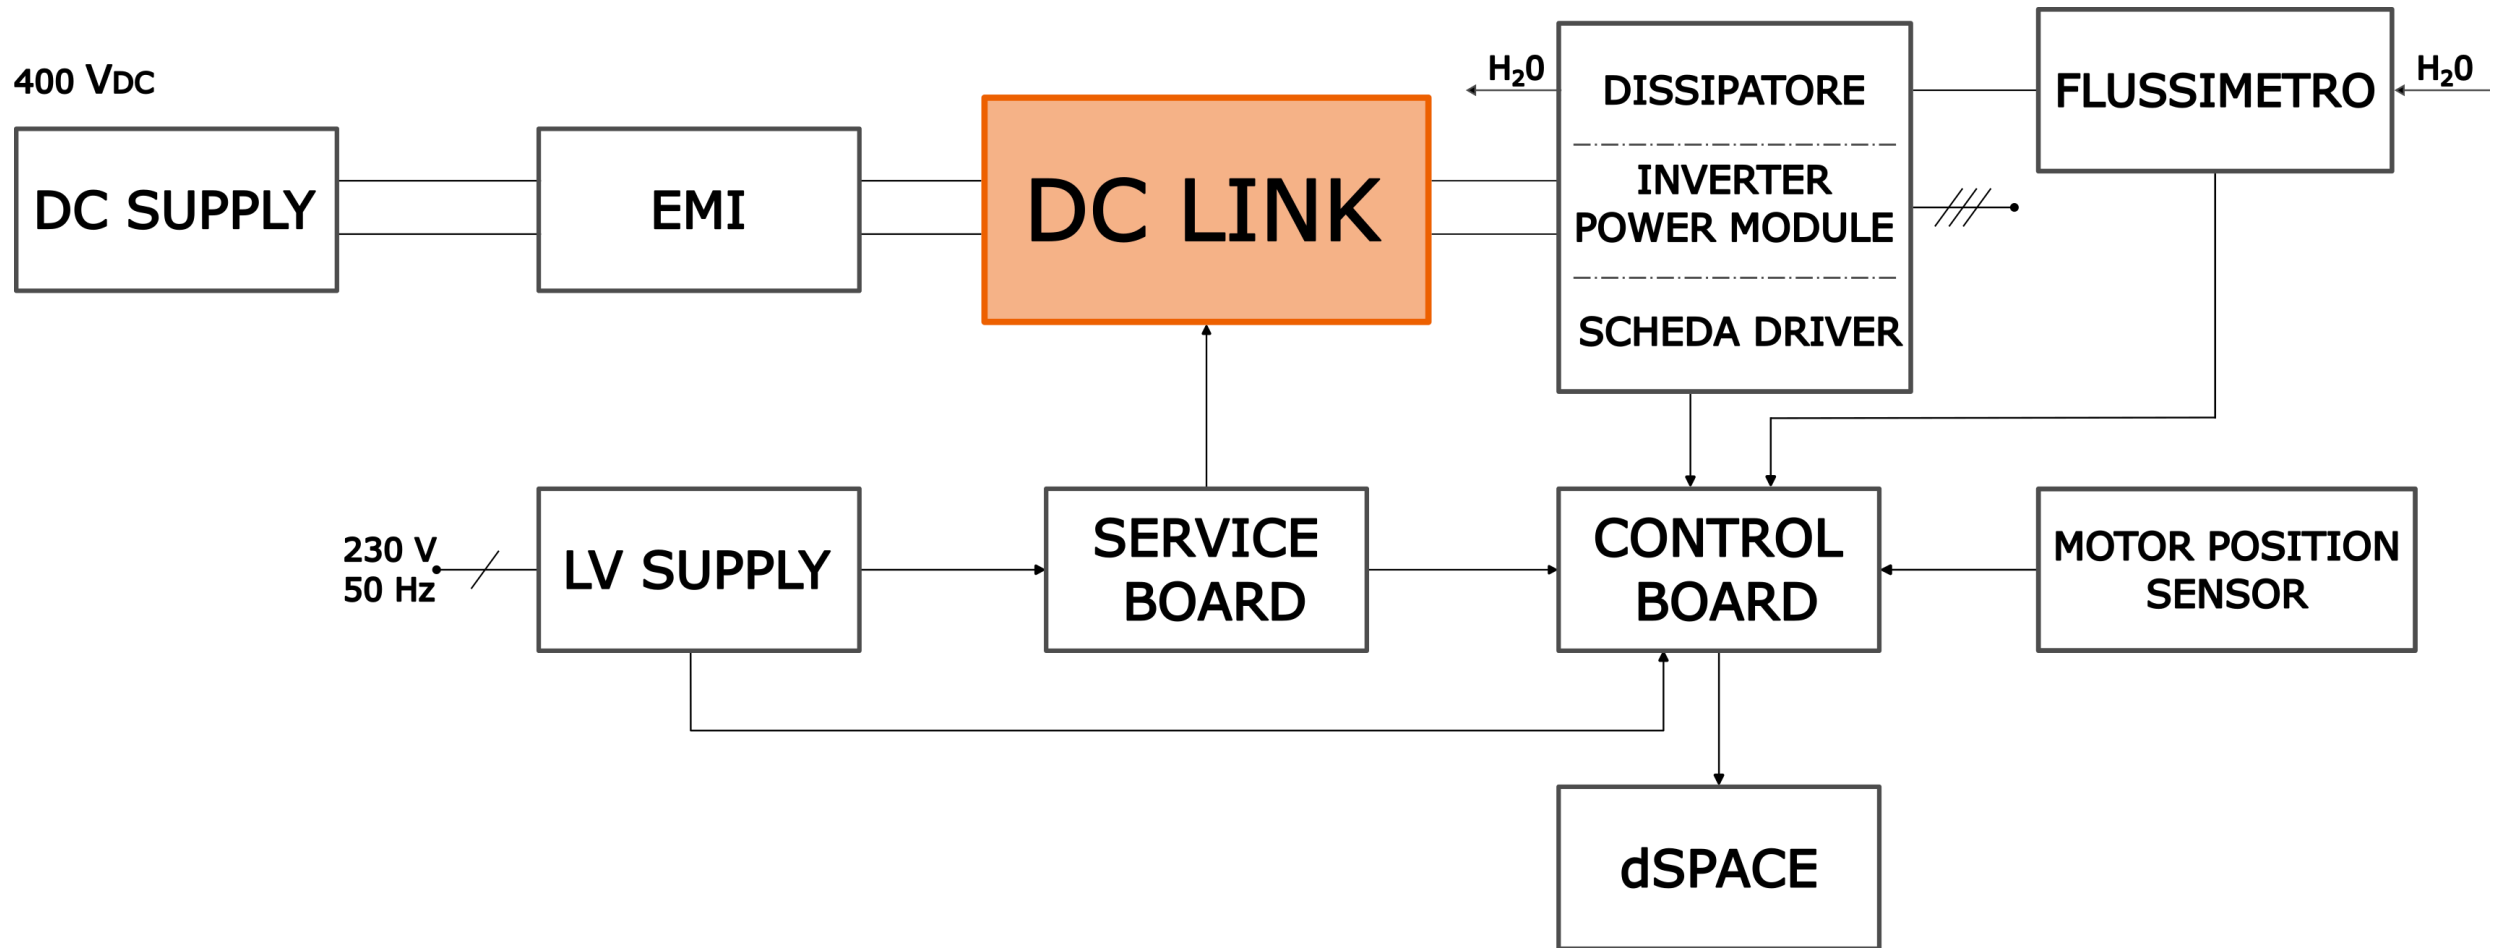 400 VDC
DC SUPPLY
EMI
DC LINK
H20
DISSIPATORE
INVERTER
POWER MODULE
SCHEDA DRIVER
FLUSSIMETRO
H20
230 V
50 Hz
LV SUPPLY
SERVICE
BOARD
CONTROL
BOARD
MOTOR POSITION
SENSOR
dSPACE